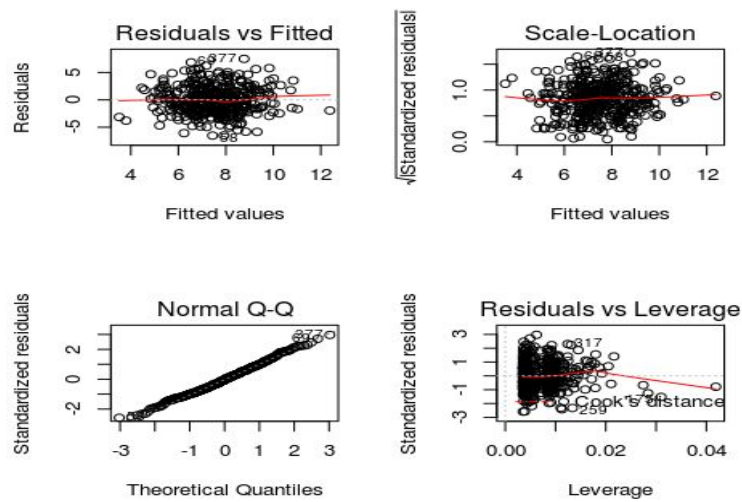 Residuals vs Fitted
Residuals
377
98
5
0
-5
4 6 8 10 12
Fitted values
Scale-Location
√|Standardized residuals|
377
1.0
0.0
4 6 8 10 12
Fitted values
Normal Q-Q
Standardized residuals
377
2
0
-2
-3 -2 -1 0 1 2 3
Theoretical Quantiles
Residuals vs Leverage
Standardized residuals
317
Cook's distance
259
3
1
-1
-3
0.00 0.02 0.04
Leverage